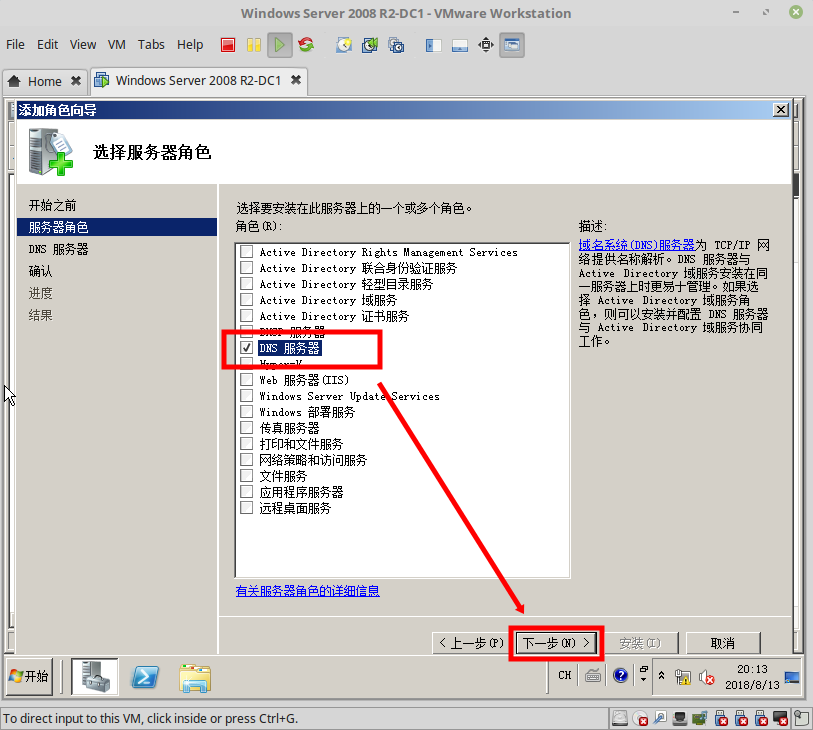 Windows Server 2008 R2-DC1 - VMware Workstation
File Edit View VM Tabs Help
Home
Windows Server 2008 R2-DC1
添加角色向导
选择服务器角色
开始之前
服务器角色
DNS 服务器
确认
进度
结果
选择要安装在此服务器上的一个或多个角色。
角色(R):
Active Directory Rights Management Services
Active Directory 联合身份验证服务
Active Directory 轻型目录服务
Active Directory 域服务
Active Directory 证书服务
DHCP 服务器
DNS 服务器
Hyper-V
Web 服务器(IIS)
Windows Server Update Services
Windows 部署服务
传真服务器
打印和文件服务
网络策略和访问服务
文件服务
应用程序服务器
远程桌面服务
有关服务器角色的详细信息
描述:
域名系统(DNS)服务器为 TCP/IP 网
络提供名称解析。DNS 服务器与
Active Directory 域服务安装在同
一服务器上时更易于管理。如果选
择 Active Directory 域服务角
色，则可以安装并配置 DNS 服务器
与 Active Directory 域服务协同
工作。
< 上一步(P)
下一步(N) >
安装(I)
取消
开始
CH
20:13
2018/8/13
To direct input to this VM, click inside or press Ctrl+G.